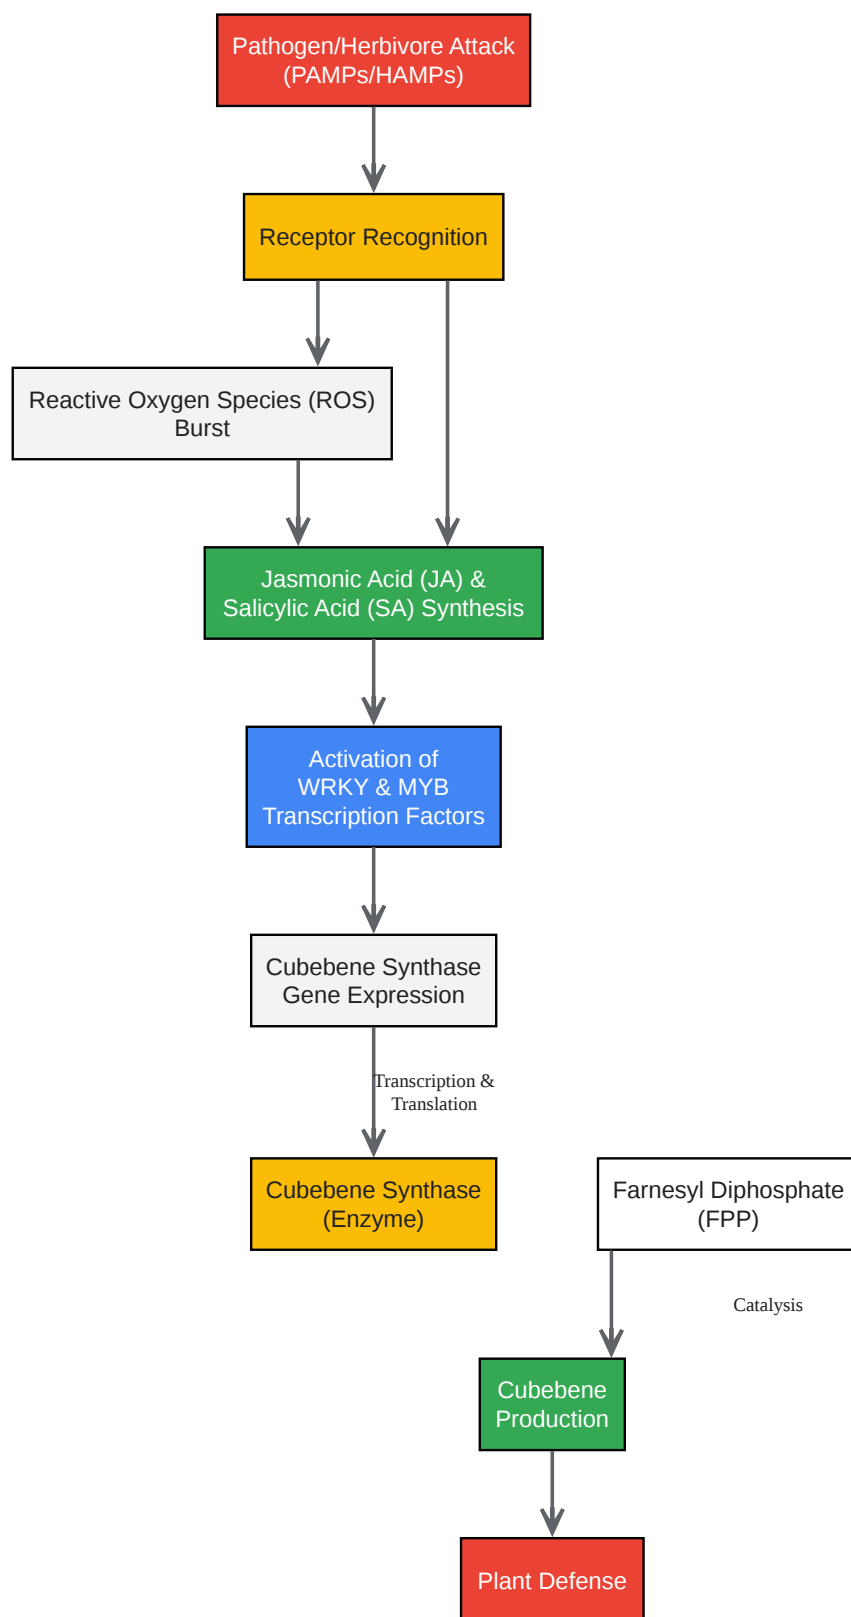 Pathogen/Herbivore Attack
(PAMPs/HAMPs)
Receptor Recognition
Reactive Oxygen Species (ROS)
Burst
Jasmonic Acid (JA) &
Salicylic Acid (SA) Synthesis
Activation of
WRKY & MYB
Transcription Factors
Cubebene Synthase
Gene Expression
Transcription &
Translation
Cubebene Synthase
(Enzyme)
Farnesyl Diphosphate
(FPP)
Catalysis
Cubebene
Production
Plant Defense